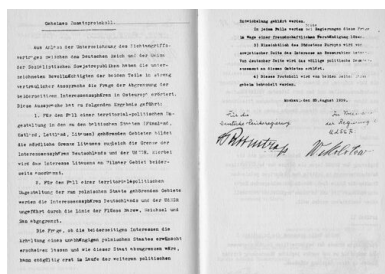 Geheimes Zusatzprotokoll.
Aus Anlass der Unterzeichnung des Nichtangriffs-
vertrages zwischen dem Deutschen Reich und der Union
der Sozialistischen Sowjetrepubliken haben die unter-
zeichneten Bevollmächtigten der beiden Teile in streng
vertraulicher Aussprache die Frage der Abgrenzung der
beiderseitigen Interessensphären in Osteuropa erörtert.
Diese Aussprache hat zu folgendem Ergebnis geführt:
1. Für den Fall einer territorial-politischen Um-
gestaltung in den zu den baltischen Staaten (Finnland,
Estland, Lettland, Litauen) gehörenden Gebieten bildet
die nördliche Grenze Litauens zugleich die Grenze der
Interessensphären Deutschlands und der UdSSR. Hierbei
wird das Interesse Litauens am Wilnaer Gebiet beider-
seits anerkannt.
2. Für den Fall einer territorial-politischen
Umgestaltung der zum polnischen Staate gehörenden Gebiete
werden die Interessensphären Deutschlands und der UdSSR
ungefähr durch die Linie der Flüsse Narew, Weichsel und
San abgegrenzt.
Die Frage, ob die beiderseitigen Interessen die
Erhaltung eines unabhängigen polnischen Staates erwünscht
erscheinen lassen und wie dieser Staat abzugrenzen wäre,
kann endgültig erst im Laufe der weiteren politischen
Entwickelung geklärt werden.
In jedem Falle werden beide Regierungen diese Frage
im Wege einer freundschaftlichen Verständigung lösen.
3) Hinsichtlich des Südostens Europas wird von
sowjetischer Seite das Interesse an Bessarabien betont.
Von deutscher Seite wird das völlige politische Desinte-
ressement an diesen Gebieten erklärt.
4) Dieses Protokoll wird von beiden Seiten streng
geheim behandelt werden.
Moskau, den 23. August 1939.
Für die
Deutsche Reichsregierung